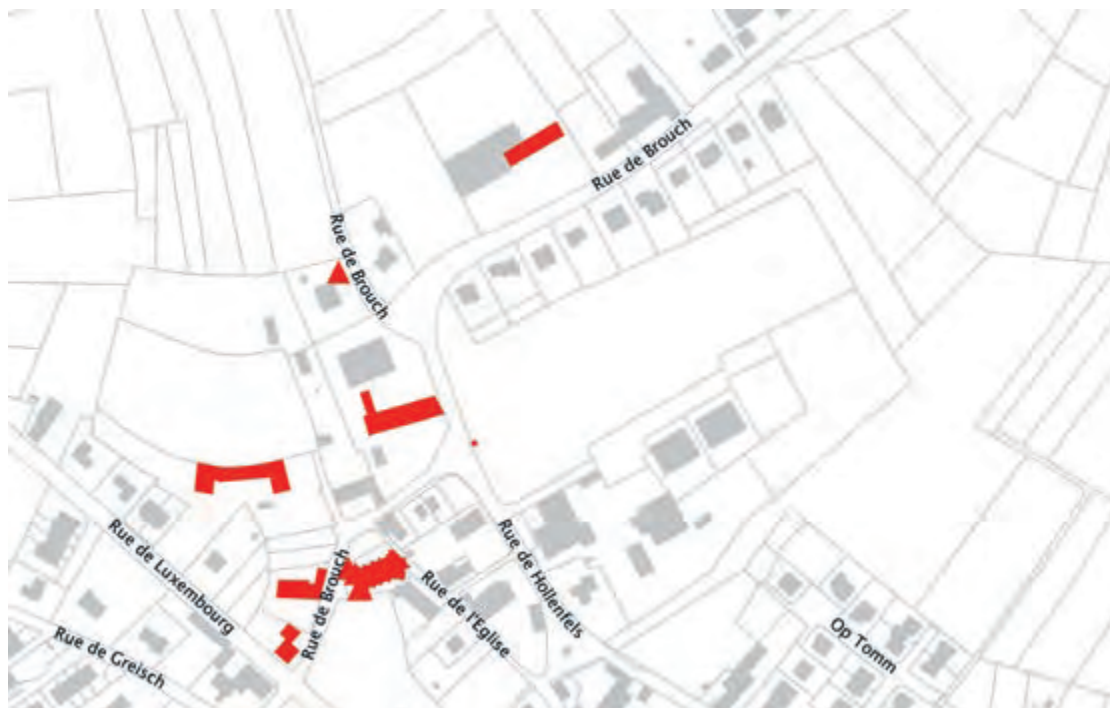 Rue de Brouch
Rue de Brouch
Rue de Luxembourg
Rue de Brouch
Rue de l'Eglise
Rue de Hollenfels
Op Tomm
Rue de Greisch